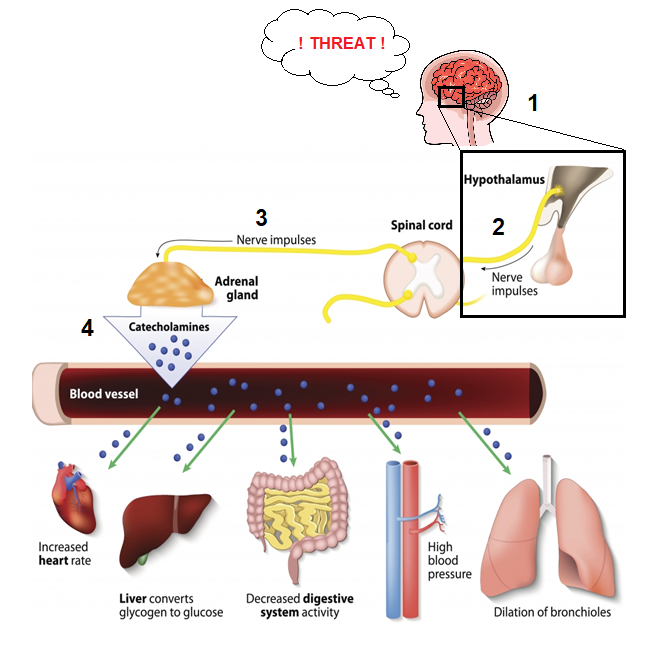 ! THREAT !
1
Hypothalamus
2
Nerve
impulses
3
Nerve impulses
Spinal cord
Adrenal
gland
4
Catecholamines
Blood vessel
Increased
heart rate
Liver converts
glycogen to glucose
Decreased digestive
system activity
High
blood
pressure
Dilation of bronchioles